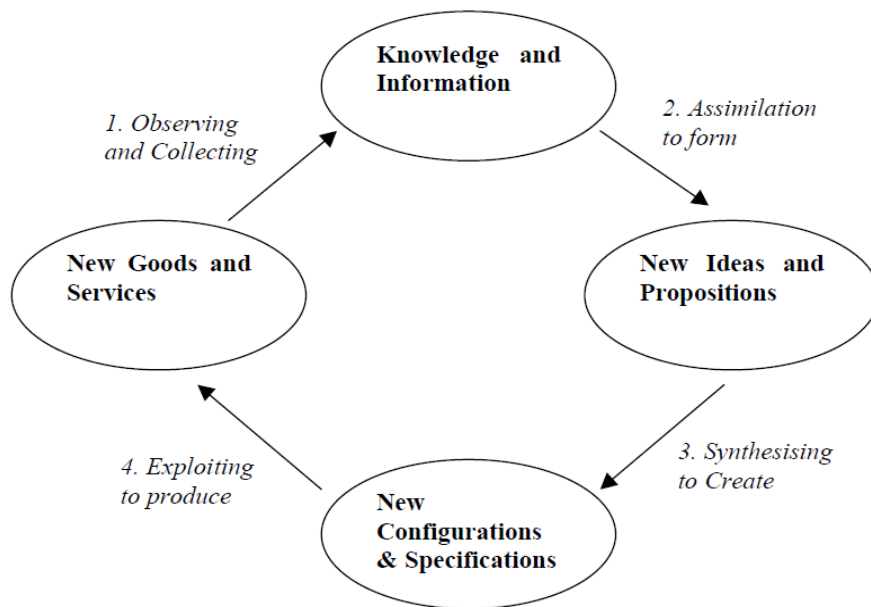 Knowledge and
Information
1. Observing
and Collecting
2. Assimilation
to form
New Goods and
Services
New Ideas and
Propositions
4. Exploiting
to produce
3. Synthesising
to Create
New
Configurations
& Specifications